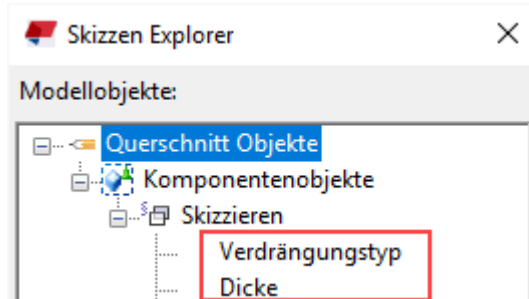 Skizzen Explorer
Modellobjekte:
Querschnitt Objekte
Komponentenobjekte
Skizzieren
Verdrängungstyp
Dicke